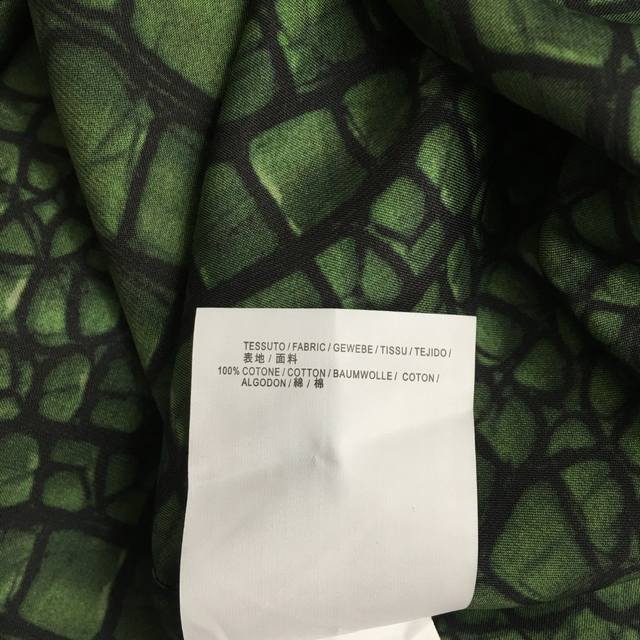 TESSUTO / FABRIC / GEWEBE / TISSU / TEJIDO /
表地 / 面料
100% COTONE / COTTON / BAUMWOLLE / COTON /
ALGODON / 綿 / 棉